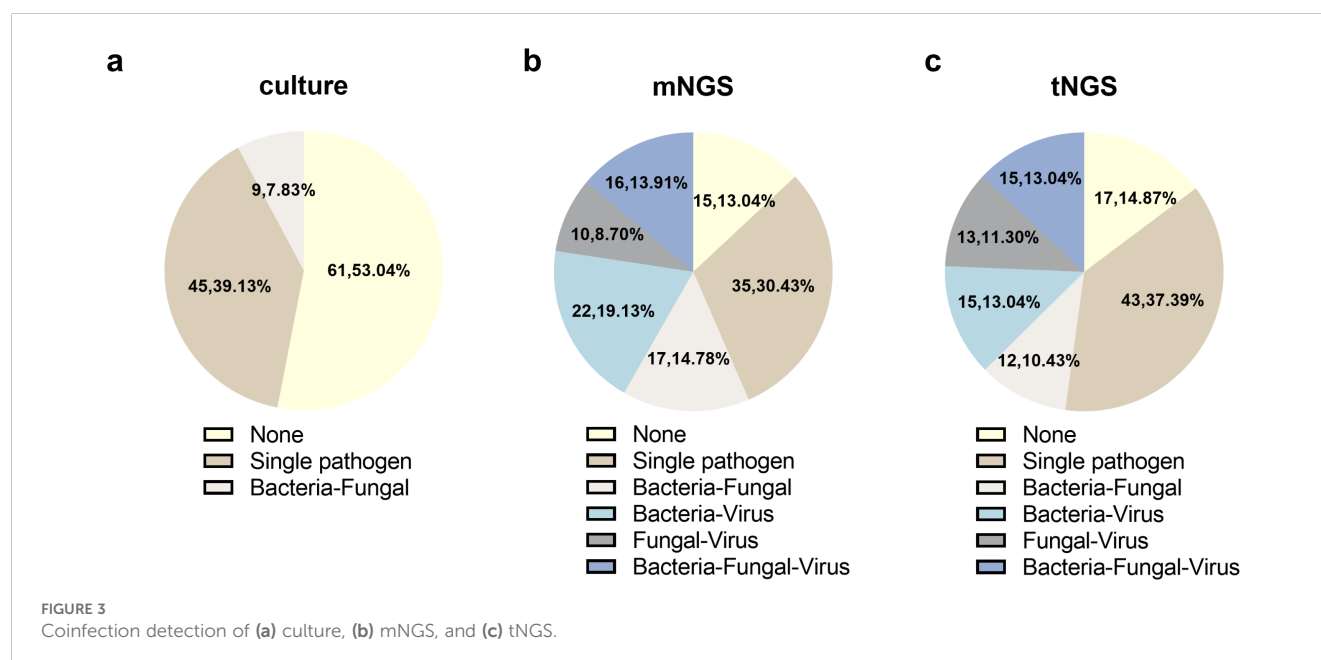 a
culture
9,7.83%
45,39.13%
61,53.04%
None
Single pathogen
Bacteria-Fungal
b
mNGS
16,13.91%
15,13.04%
10,8.70%
35,30.43%
22,19.13%
17,14.78%
None
Single pathogen
Bacteria-Fungal
Bacteria-Virus
Fungal-Virus
Bacteria-Fungal-Virus
c
tNGS
15,13.04%
17,14.87%
13,11.30%
43,37.39%
15,13.04%
12,10.43%
None
Single pathogen
Bacteria-Fungal
Bacteria-Virus
Fungal-Virus
Bacteria-Fungal-Virus
FIGURE 3
Coinfection detection of (a) culture, (b) mNGS, and (c) tNGS.